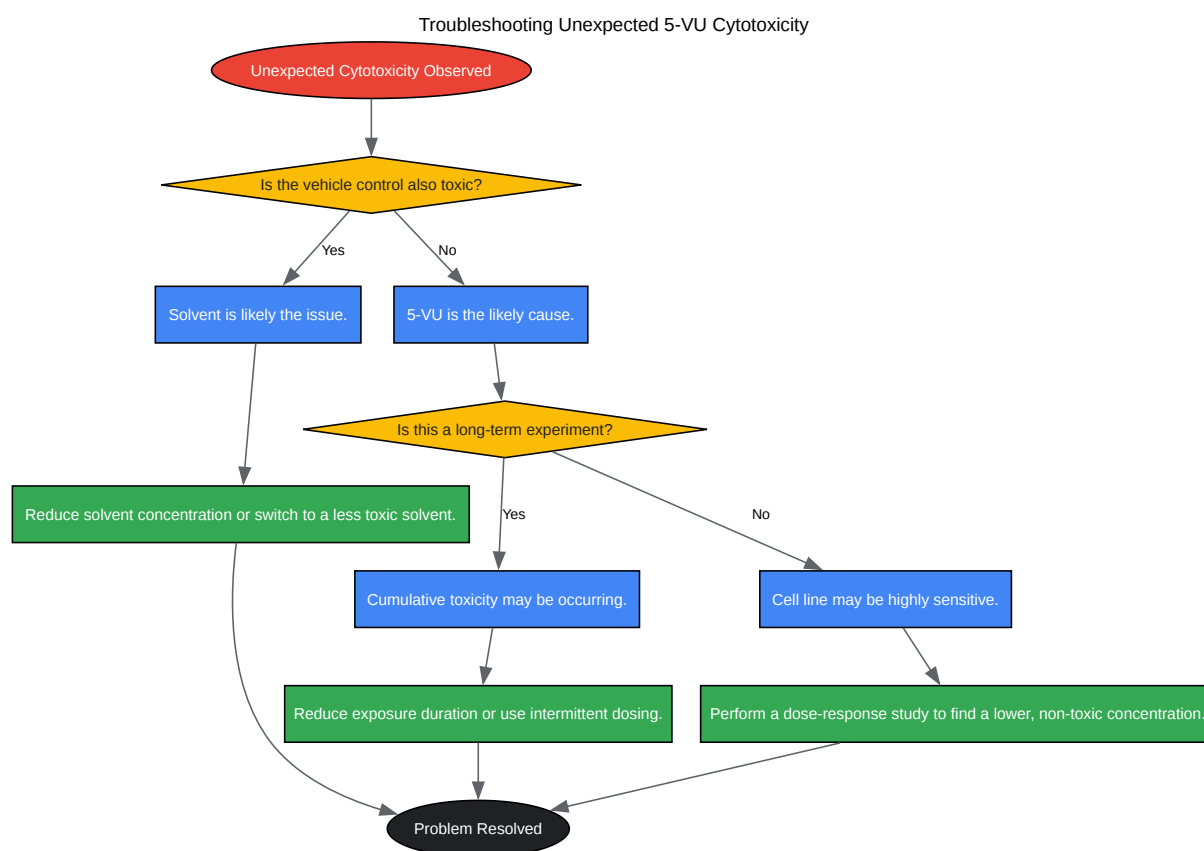 Troubleshooting Unexpected 5-VU Cytotoxicity
Unexpected Cytotoxicity Observed
Is the vehicle control also toxic?
Yes
No
Solvent is likely the issue.
5-VU is the likely cause.
Is this a long-term experiment?
Reduce solvent concentration or switch to a less toxic solvent.
Yes
No
Cumulative toxicity may be occurring.
Cell line may be highly sensitive.
Reduce exposure duration or use intermittent dosing.
Perform a dose-response study to find a lower, non-toxic concentration.
Problem Resolved